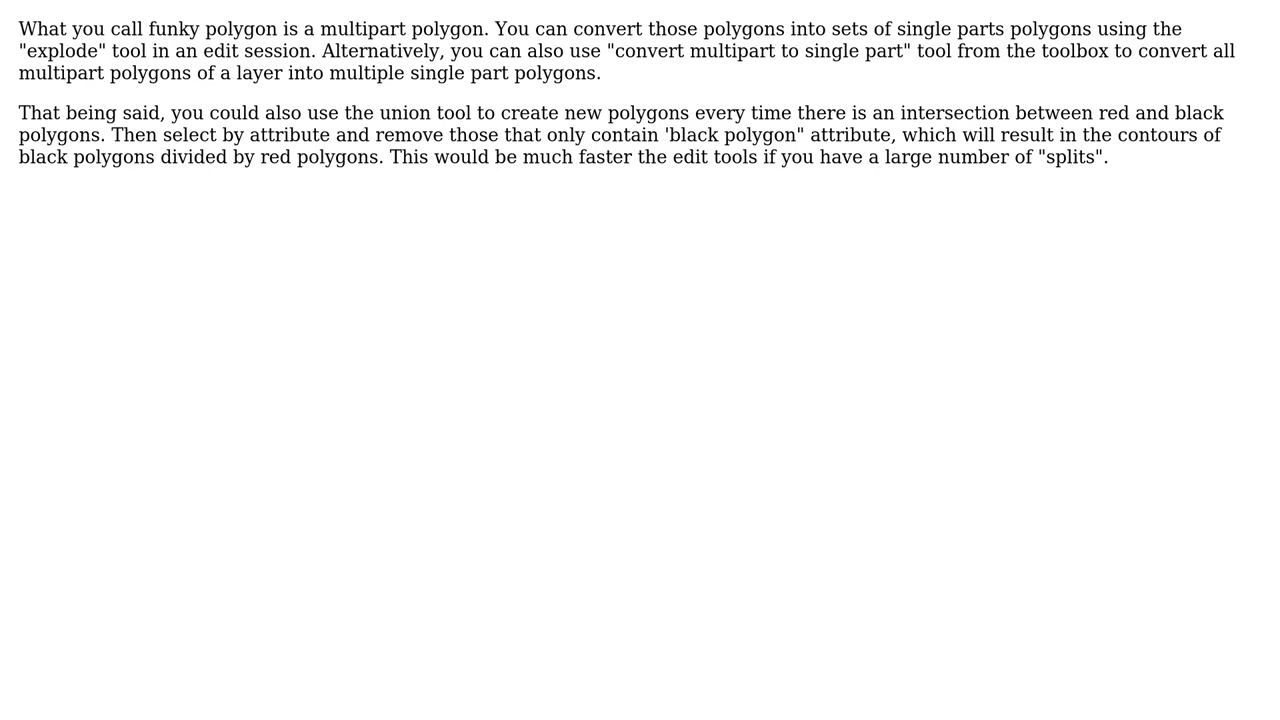 What you call funky polygon is a multipart polygon. You can convert those polygons into sets of single parts polygons using the
"explode" tool in an edit session. Alternatively, you can also use "convert multipart to single part" tool from the toolbox to convert all
multipart polygons of a layer into multiple single part polygons.
That being said, you could also use the union tool to create new polygons every time there is an intersection between red and black
polygons. Then select by attribute and remove those that only contain 'black polygon" attribute, which will result in the contours of
black polygons divided by red polygons. This would be much faster the edit tools if you have a large number of "splits".